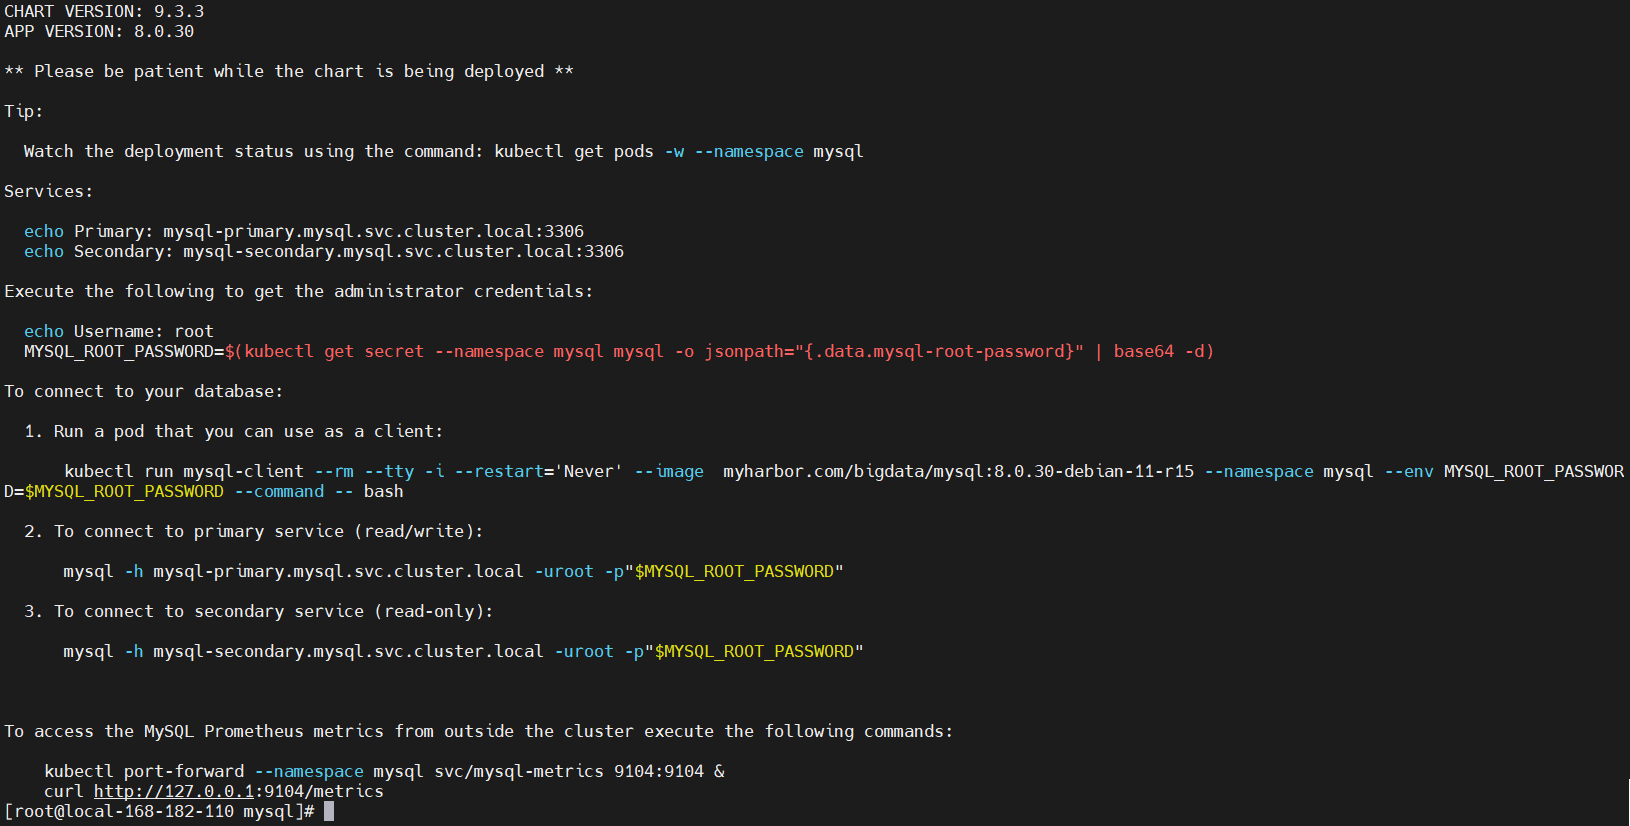 CHART VERSION: 9.3.3
APP VERSION: 8.0.30
** Please be patient while the chart is being deployed **
Tip:
Watch the deployment status using the command: kubectl get pods -w --namespace mysql
Services:
echo Primary: mysql-primary.mysql.svc.cluster.local:3306
echo Secondary: mysql-secondary.mysql.svc.cluster.local:3306
Execute the following to get the administrator credentials:
echo Username: root
MYSQL_ROOT_PASSWORD=$(kubectl get secret --namespace mysql mysql -o jsonpath="{.data.mysql-root-password}" | base64 -d)
To connect to your database:
1. Run a pod that you can use as a client:
kubectl run mysql-client --rm --tty -i --restart='Never' --image  myharbor.com/bigdata/mysql:8.0.30-debian-11-r15 --namespace mysql --env MYSQL_ROOT_PASSWOR
D=$MYSQL_ROOT_PASSWORD --command -- bash
2. To connect to primary service (read/write):
mysql -h mysql-primary.mysql.svc.cluster.local -uroot -p"$MYSQL_ROOT_PASSWORD"
3. To connect to secondary service (read-only):
mysql -h mysql-secondary.mysql.svc.cluster.local -uroot -p"$MYSQL_ROOT_PASSWORD"
To access the MySQL Prometheus metrics from outside the cluster execute the following commands:
kubectl port-forward --namespace mysql svc/mysql-metrics 9104:9104 &
curl http://127.0.0.1:9104/metrics
[root@local-168-182-110 mysql]#